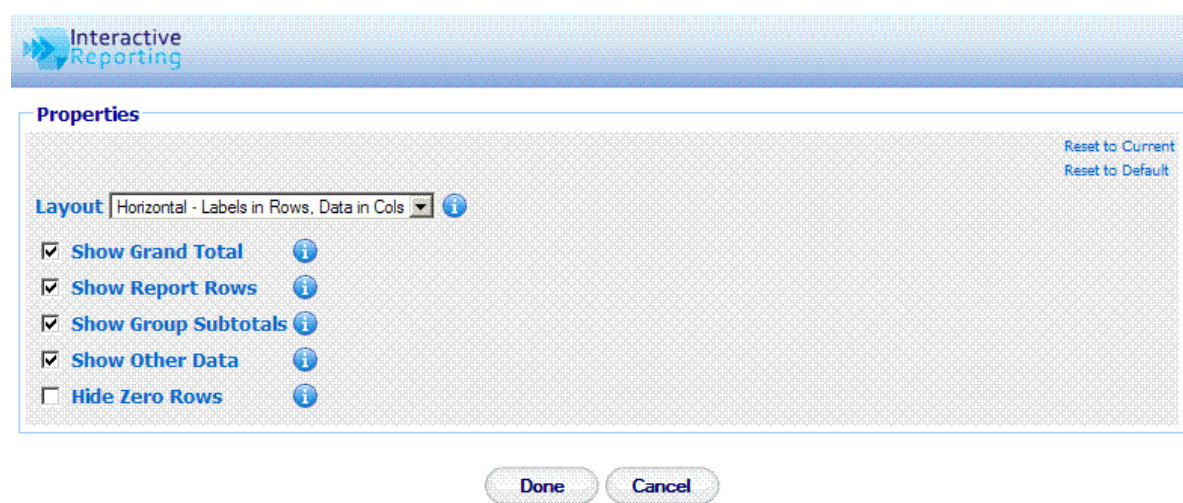 Interactive
Reporting
Properties
Reset to Current
Reset to Default
Layout Horizontal - Labels in Rows, Data in Cols
Show Grand Total
Show Report Rows
Show Group Subtotals
Show Other Data
Hide Zero Rows
Done Cancel